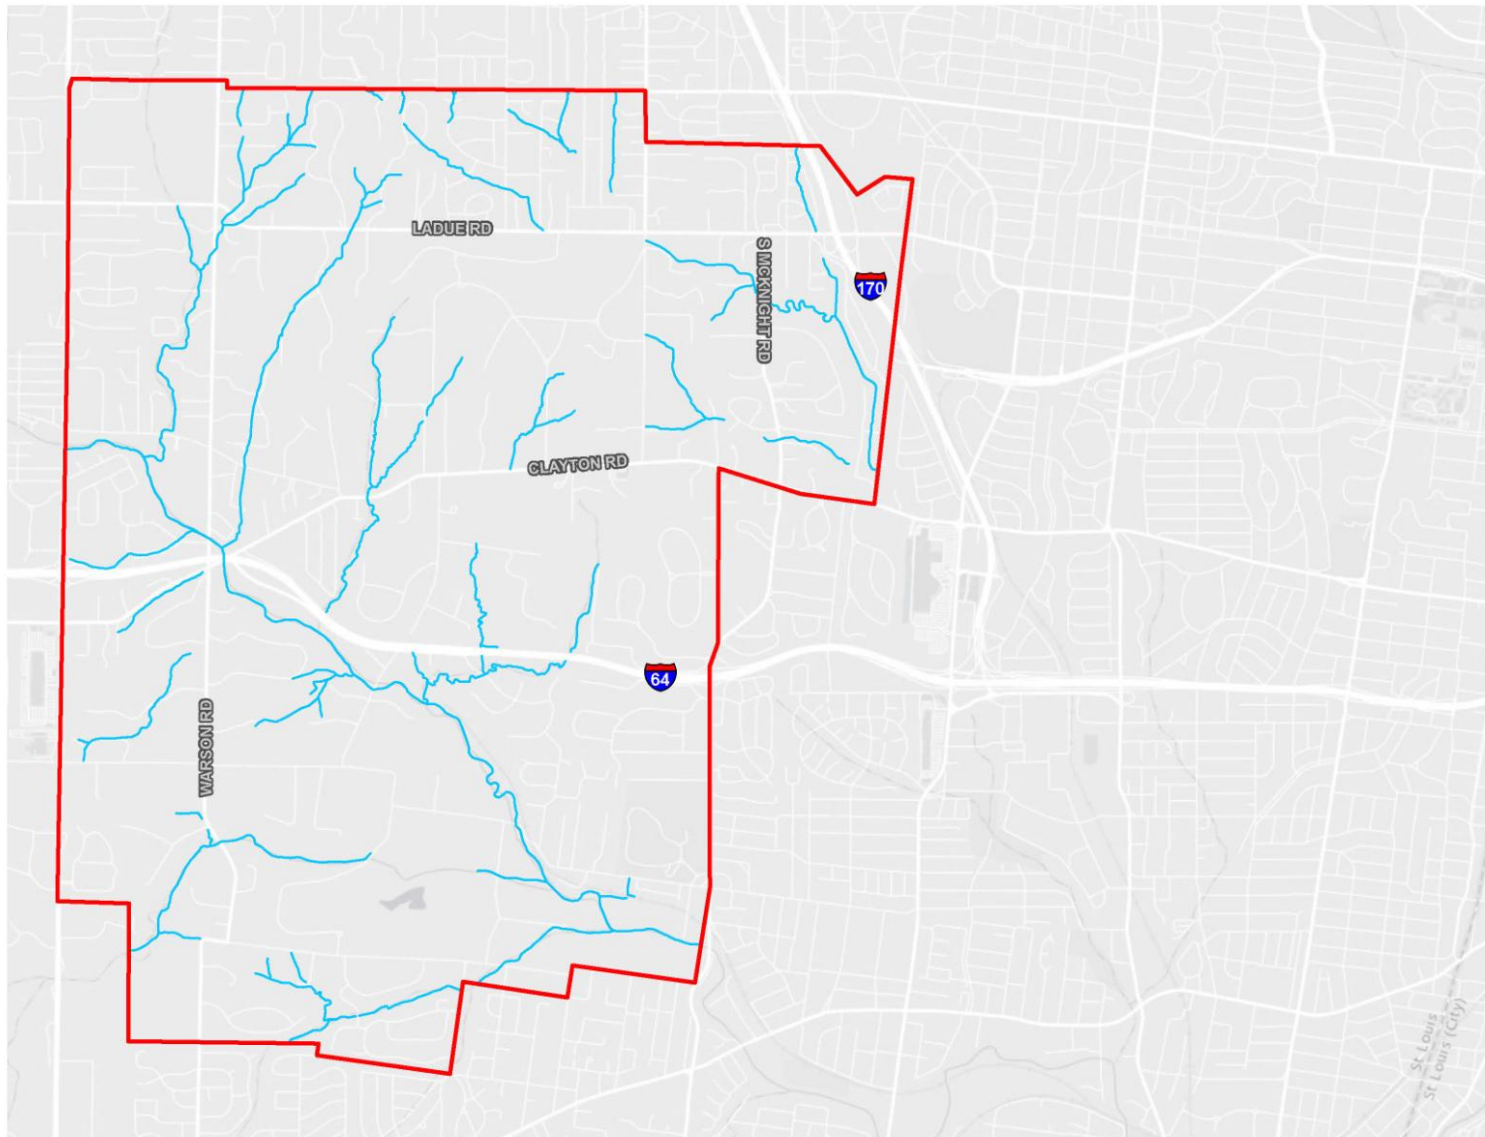 LADUE RD
S MCKNIGHT RD
170
CLAYTON RD
64
WARSON RD
St Louis
St Louis (City)